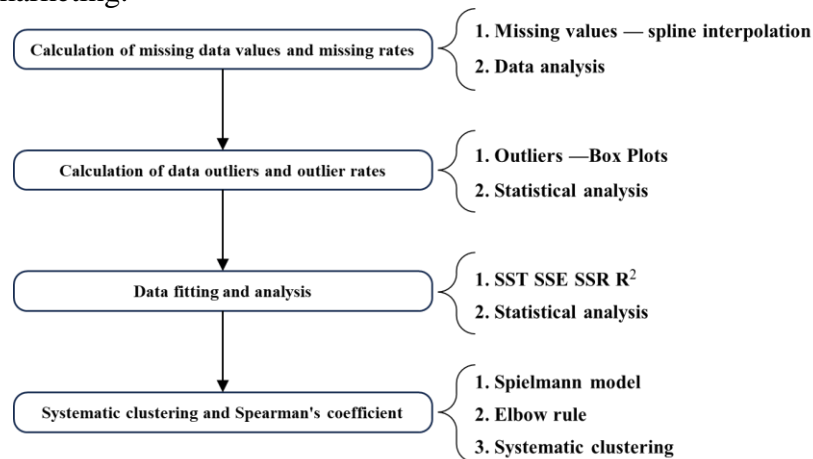 Calculation of missing data values and missing rates
1. Missing values — spline interpolation
2. Data analysis
Calculation of data outliers and outlier rates
1. Outliers —Box Plots
2. Statistical analysis
Data fitting and analysis
1. SST SSE SSR R²
2. Statistical analysis
Systematic clustering and Spearman's coefficient
1. Spielmann model
2. Elbow rule
3. Systematic clustering